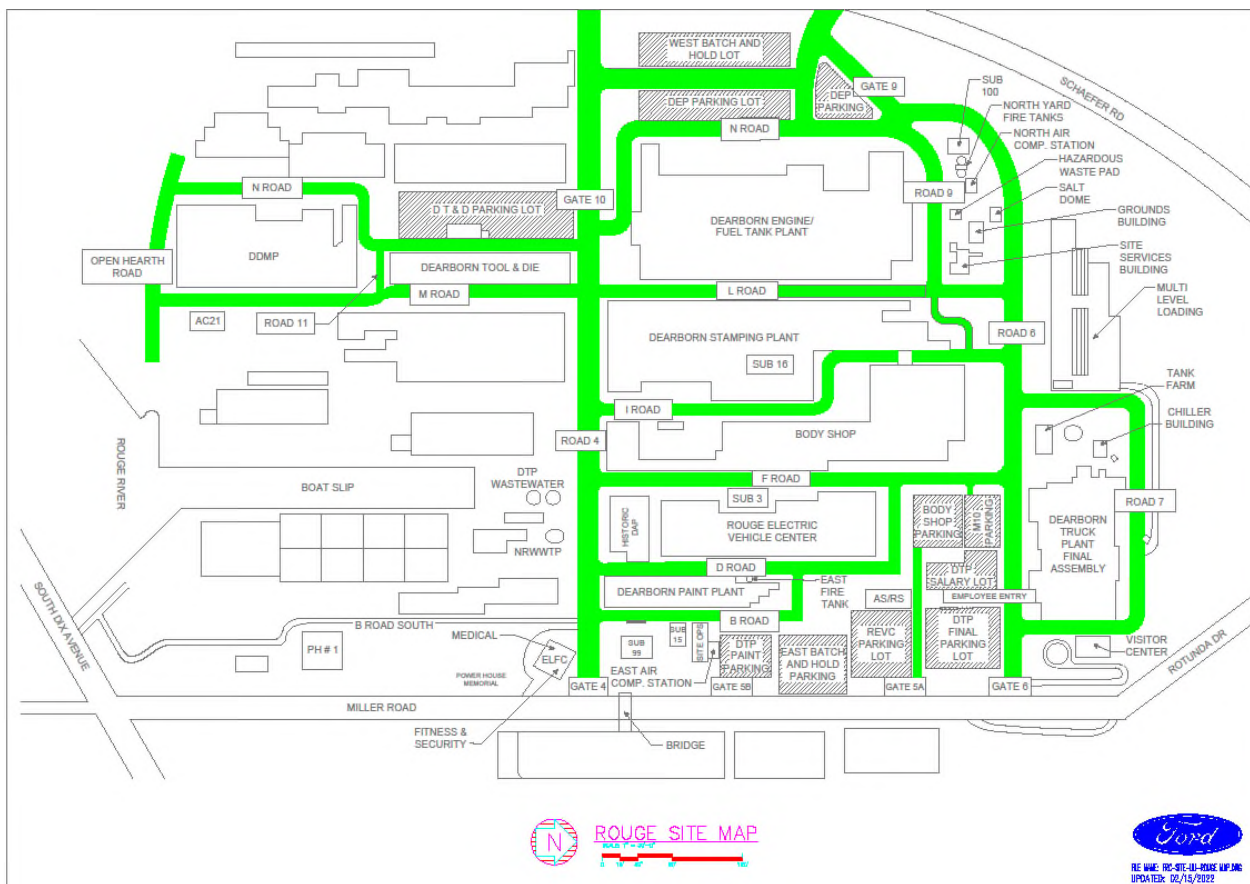 WEST BATCH AND
HOLD LOT
SCHAEFER RD
SUB
100
GATE 9
DEP
PARKING
DEP PARKING LOT
NORTH YARD
FIRE TANKS
N ROAD
NORTH AIR
COMP. STATION
HAZARDOUS
WASTE PAD
N ROAD
ROAD 9
SALT
DOME
GATE 10
D T & D PARKING LOT
GROUNDS
BUILDING
DEARBORN ENGINE/
FUEL TANK PLANT
SITE
SERVICES
BUILDING
DDMP
OPEN HEARTH
ROAD
DEARBORN TOOL & DIE
MULTI
LEVEL
LOADING
M ROAD
L ROAD
AC21
ROAD 11
ROAD 6
DEARBORN STAMPING PLANT
SUB 16
TANK
FARM
I ROAD
CHILLER
BUILDING
ROAD 4
BODY SHOP
ROUGE RIVER
DTP
WASTEWATER
F ROAD
BOAT SLIP
SUB 3
ROAD 7
HISTORIC
DAP
ROUGE ELECTRIC
VEHICLE CENTER
BODY
SHOP
PARKING
M10
PARKING
DEARBORN
TRUCK
PLANT
FINAL
ASSEMBLY
NRWWTP
D ROAD
DTP
SALARY LOT
SOUTH DIX AVENUE
DEARBORN PAINT PLANT
EAST
FIRE
TANK
AS/RS
EMPLOYEE ENTRY
B ROAD SOUTH
B ROAD
MEDICAL
PH # 1
SUB
99
SUB
15
SITE OPS
DTP
PAINT
PARKING
EAST BATCH
AND HOLD
PARKING
REVC
PARKING
LOT
DTP
FINAL
PARKING
LOT
VISITOR
CENTER
ROTUNDA DR
ELFC
POWER HOUSE
MEMORIAL
EAST AIR
COMP. STATION
GATE 4
GATE 5B
GATE 5A
GATE 6
MILLER ROAD
FITNESS &
SECURITY
BRIDGE
N
ROUGE SITE MAP
Ford
UPDATED: 02/15/2022